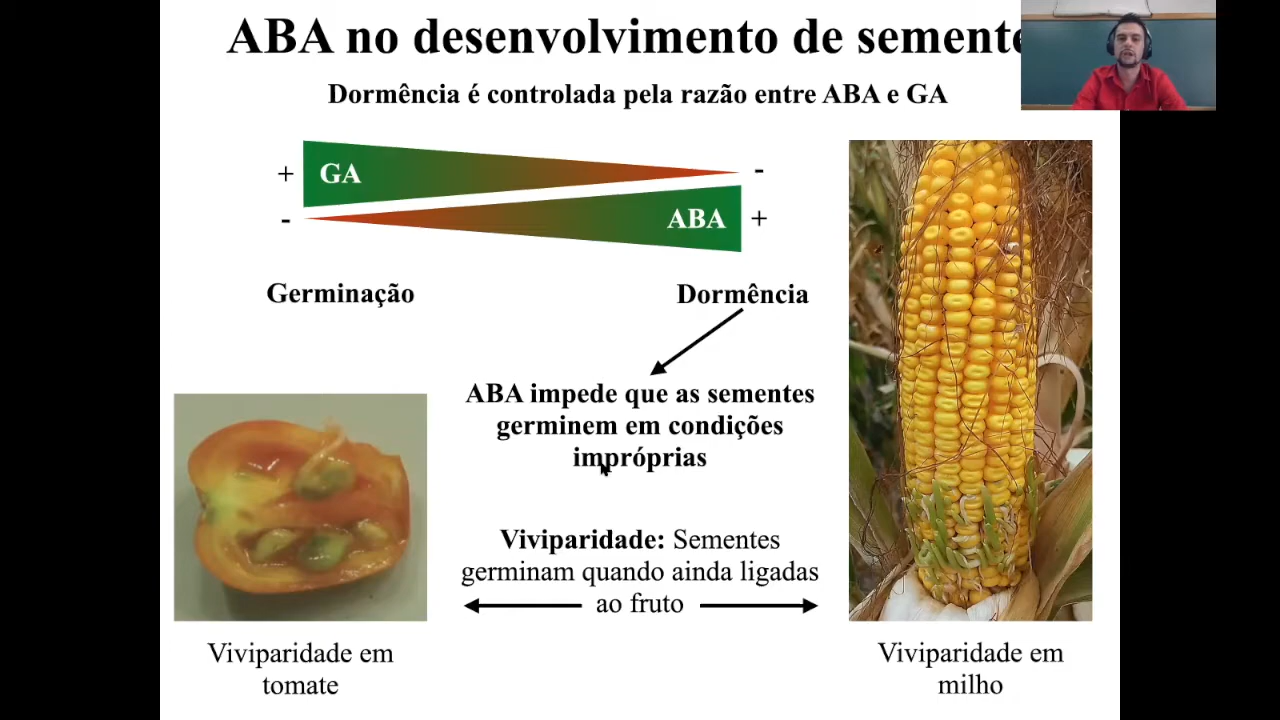 ABA no desenvolvimento de semente
Dormência é controlada pela razão entre ABA e GA
+ GA -
- ABA +
Germinação
Dormência
ABA impede que as sementes
germinem em condições
impróprias
Viviparidade: Sementes
germinam quando ainda ligadas
ao fruto
Viviparidade em
tomate
Viviparidade em
milho